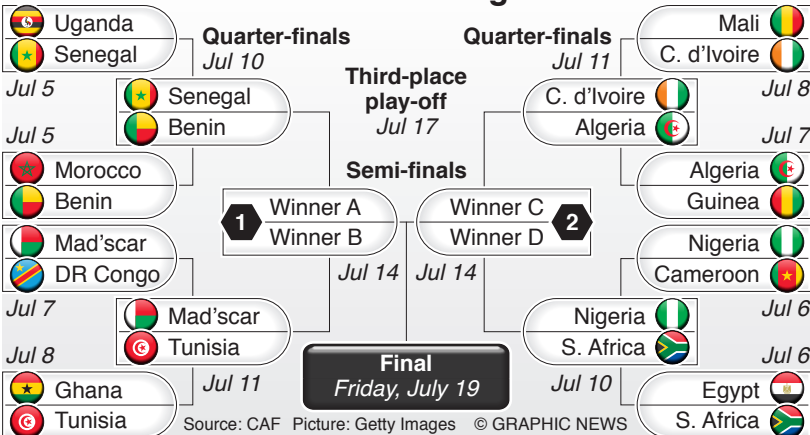 Uganda
Senegal
Jul 5
Jul 5
Morocco
Benin
Mad'scar
DR Congo
Jul 7
Jul 8
Ghana
Tunisia
Quarter-finals
Jul 10
Senegal
Benin
Mad'scar
Tunisia
Jul 11
Third-place
play-off
Jul 17
Semi-finals
1
Winner A
Winner B
Jul 14
Winner C
Winner D
2
Jul 14
Final
Friday, July 19
Quarter-finals
Jul 11
C. d'Ivoire
Algeria
Nigeria
S. Africa
Jul 10
Mali
C. d'Ivoire
Jul 8
Jul 7
Algeria
Guinea
Nigeria
Cameroon
Jul 6
Jul 6
Egypt
S. Africa
Source: CAF Picture: Getty Images © GRAPHIC NEWS